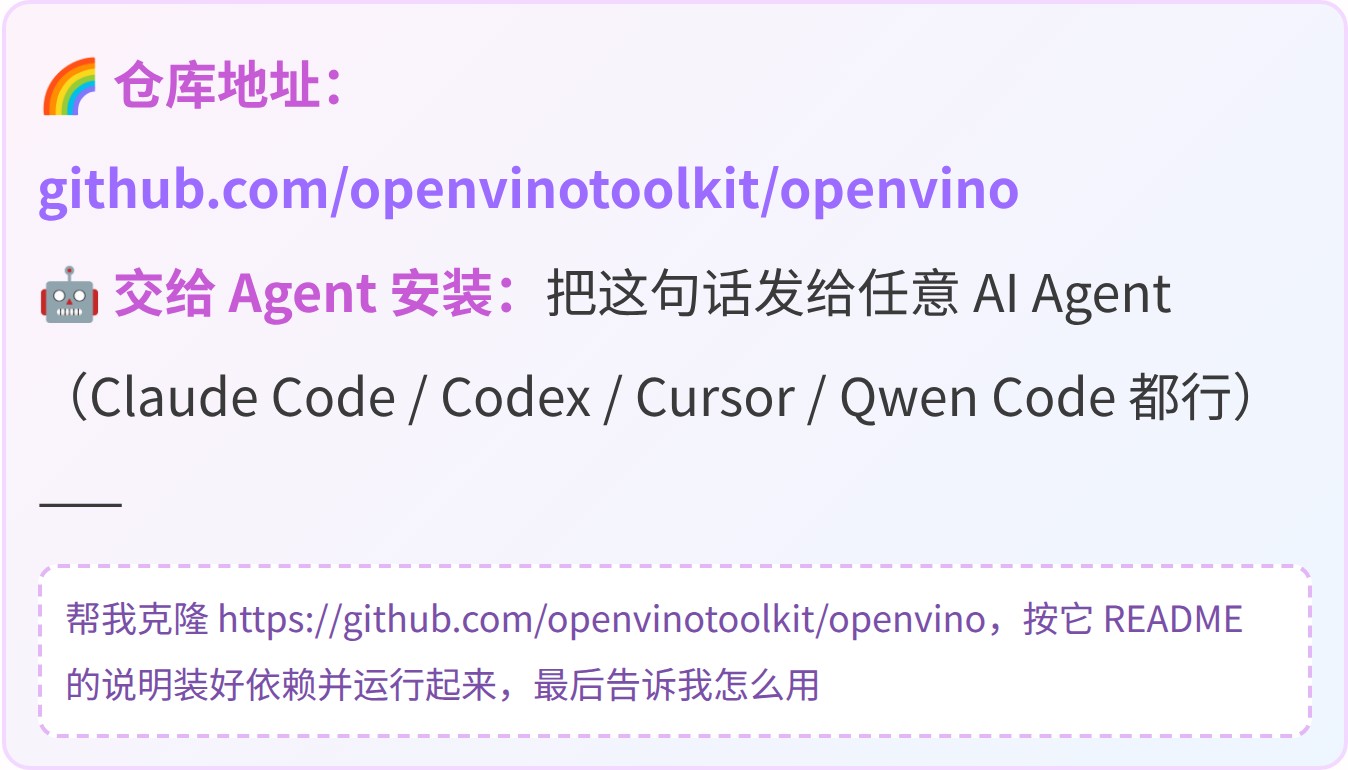 🌈 仓库地址：
github.com/openvinotoolkit/openvino
🤖 交给 Agent 安装：把这句话发给任意 AI Agent
（Claude Code / Codex / Cursor / Qwen Code 都行）
——
帮我克隆 https://github.com/openvinotoolkit/openvino，按它 README
的说明装好依赖并运行起来，最后告诉我怎么用